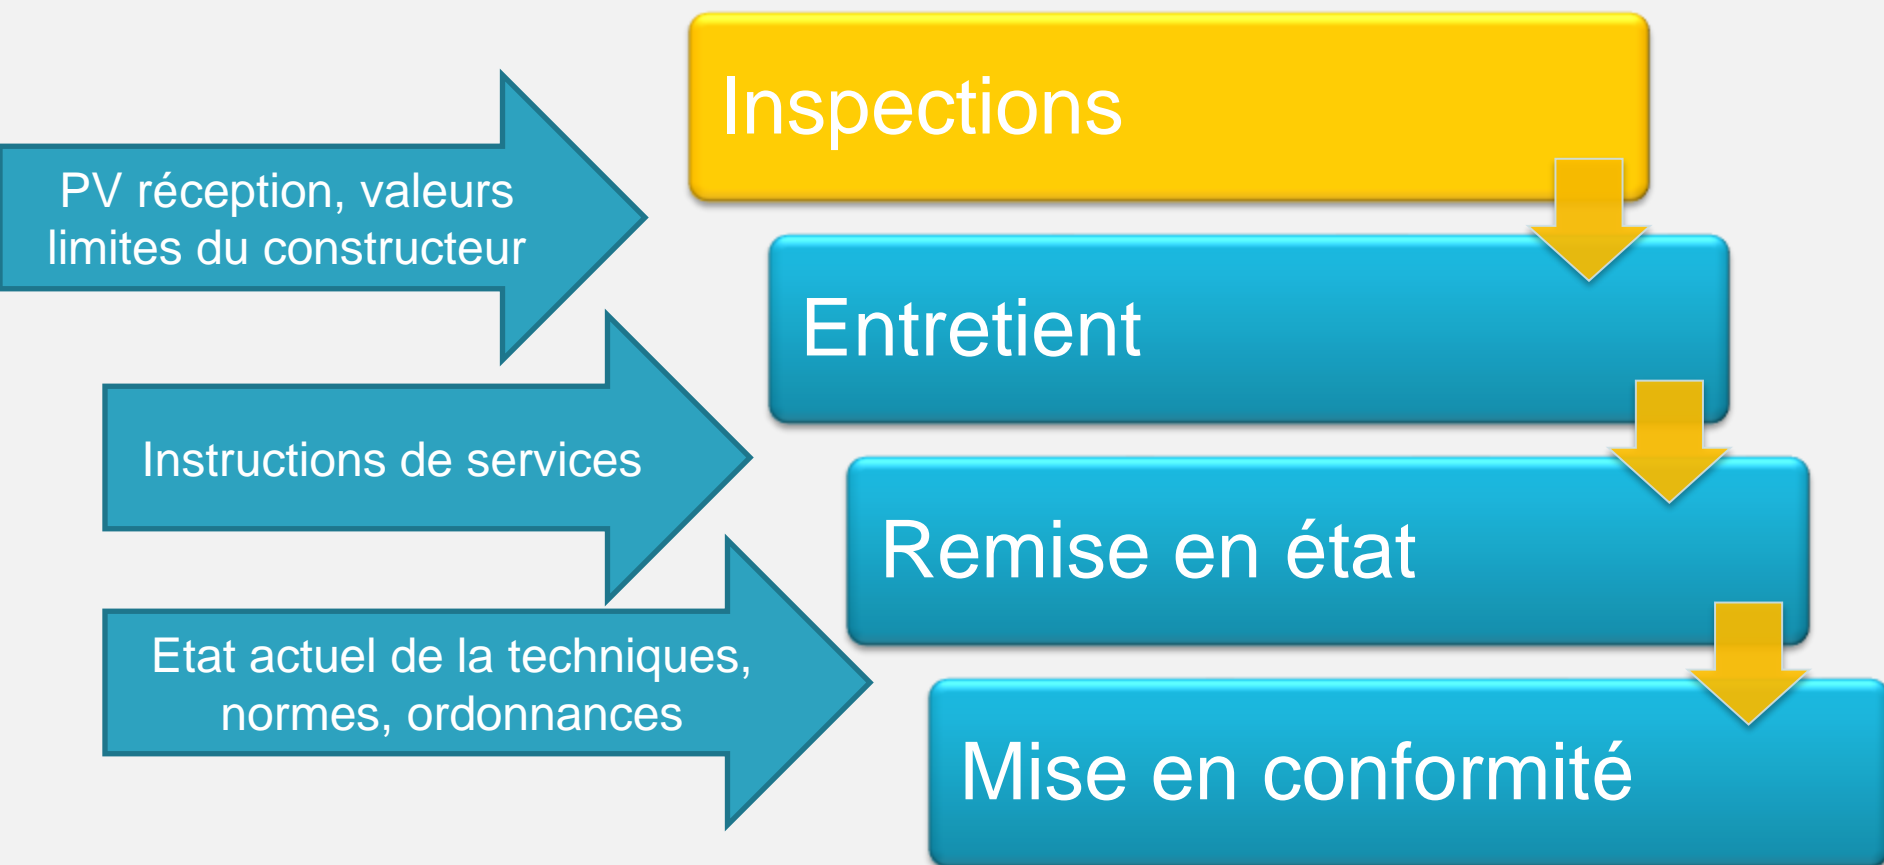 Inspections
PV réception, valeurs
limites du constructeur
Entretient
Instructions de services
Remise en état
Etat actuel de la techniques,
normes, ordonnances
Mise en conformité